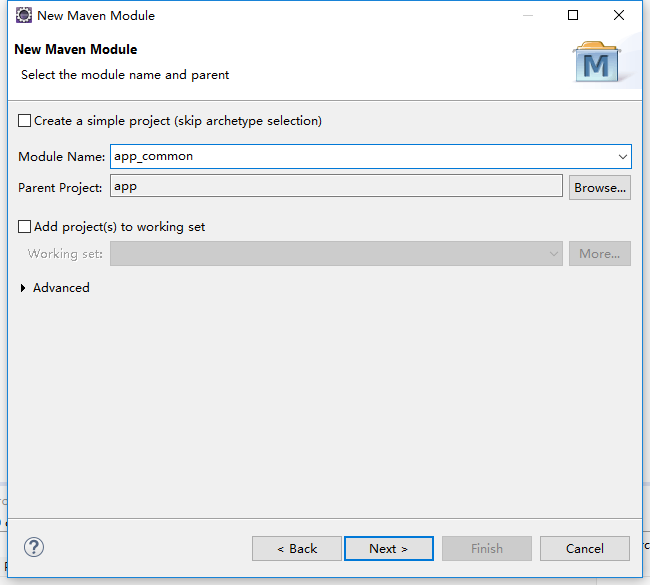 New Maven Module
New Maven Module
Select the module name and parent
M
Create a simple project (skip archetype selection)
Module Name: app_common
Parent Project: app Browse...
Add project(s) to working set
Working set: More...
Advanced
? < Back Next > Finish Cancel